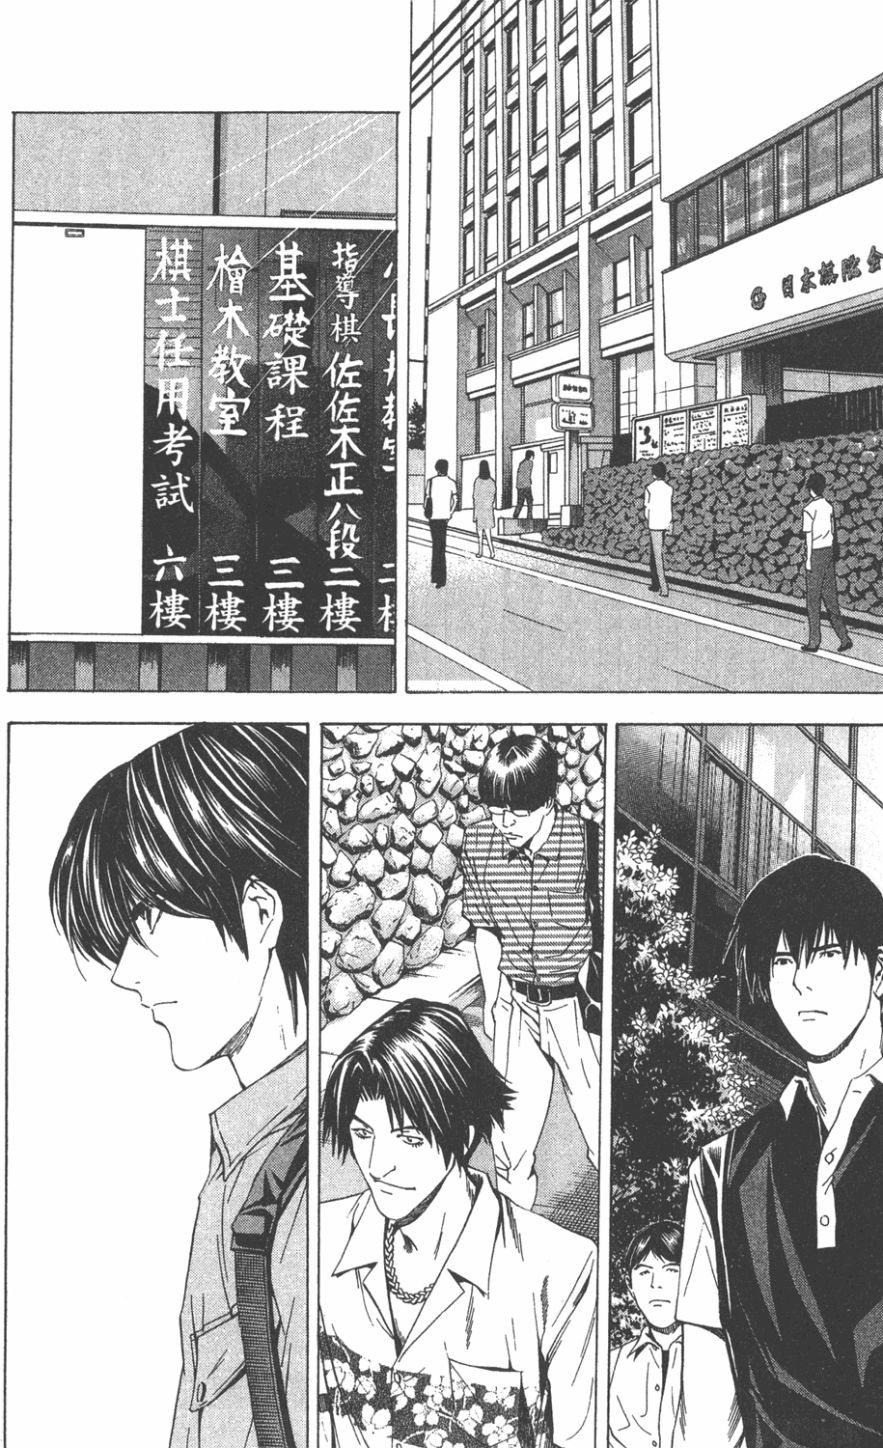 日本棋院会
指導棋 佐佐木正八段 二樓
基礎課程 三樓
檜木教室 三樓
棋士任用考試 六樓